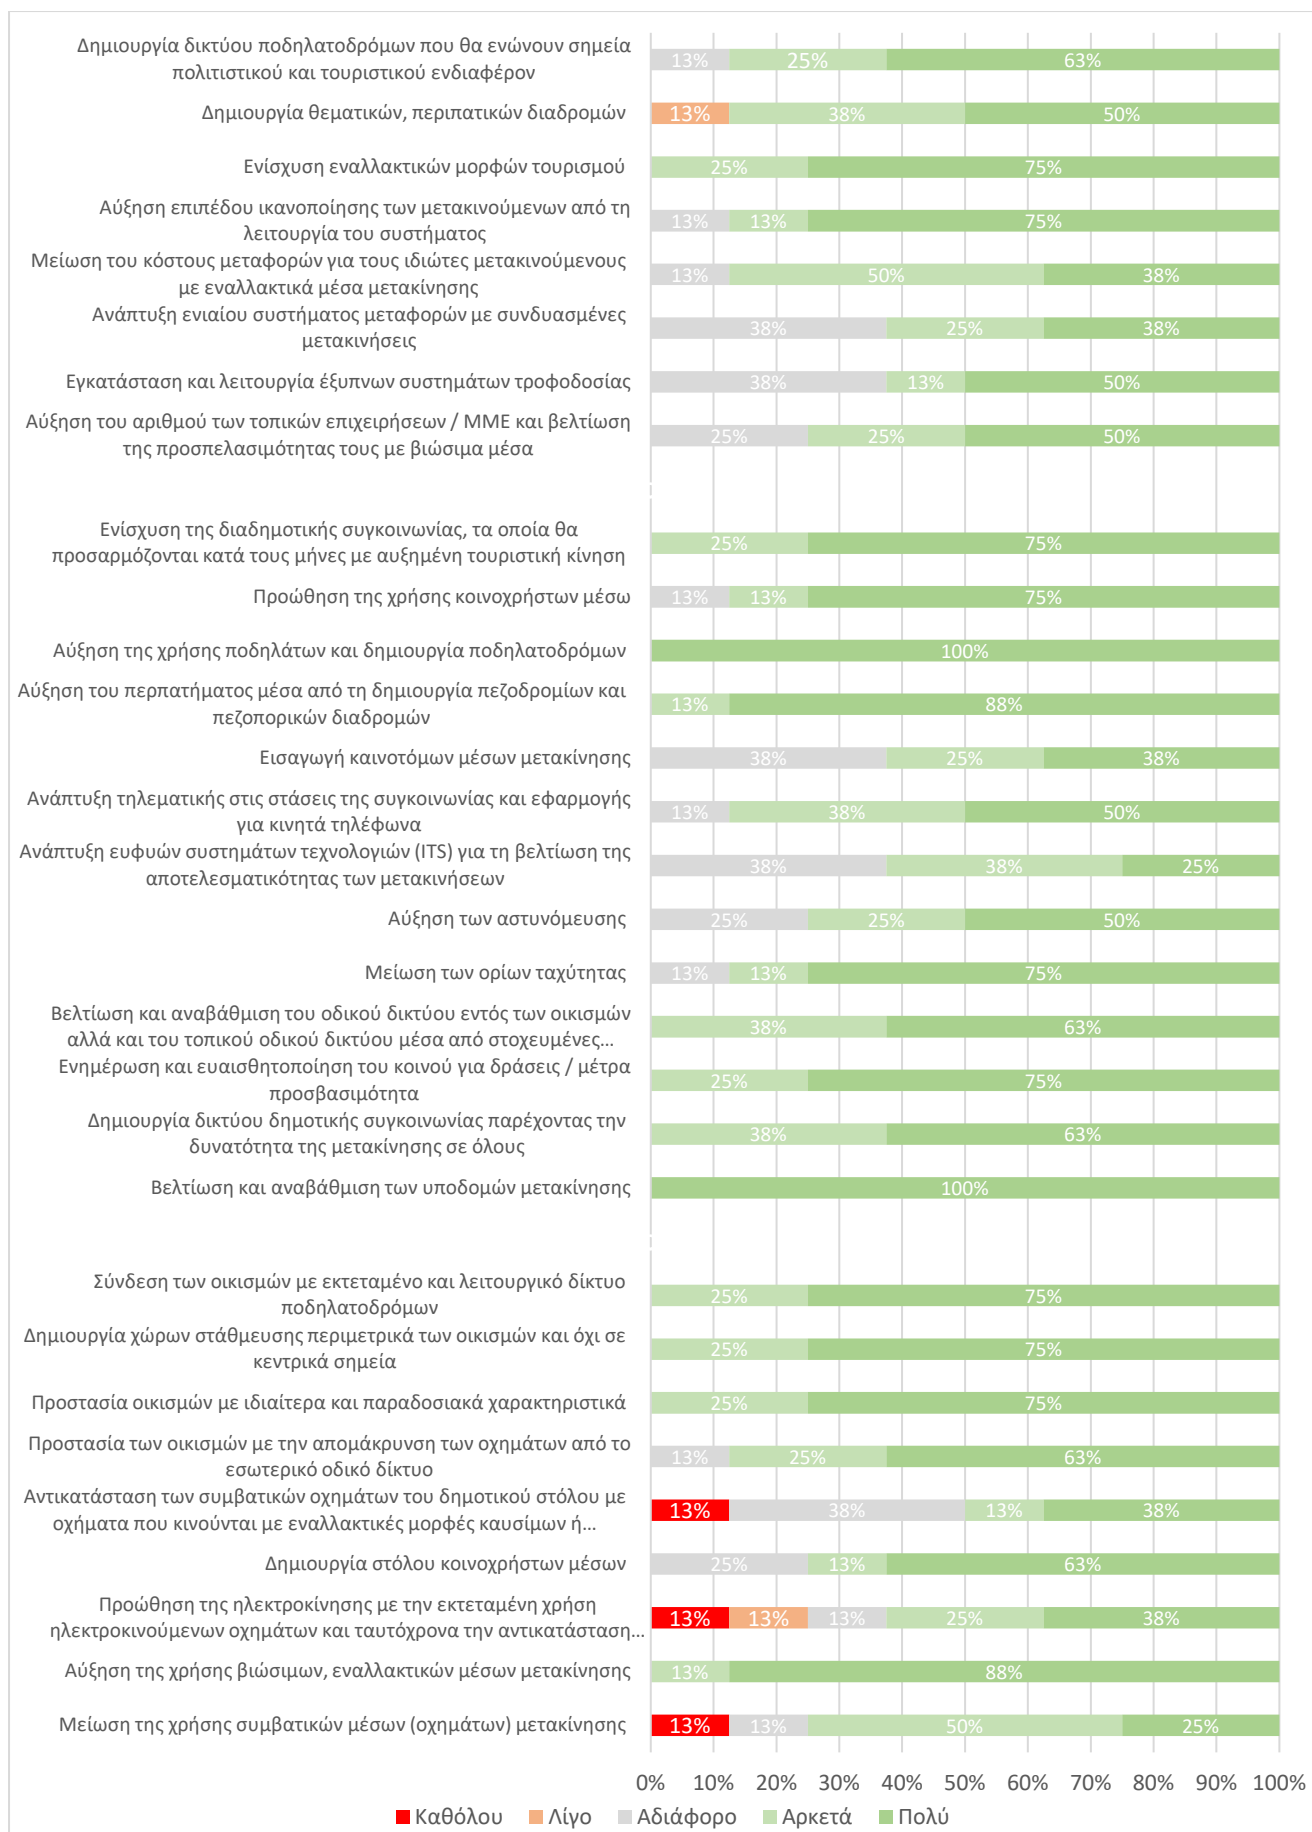 Δημιουργία δικτύου ποδηλατοδρόμων που θα ενώνουν σημεία
πολιτιστικού και τουριστικού ενδιαφέρον
13% 25% 63%
Δημιουργία θεματικών, περιπατικών διαδρομών
13% 38% 50%
Ενίσχυση εναλλακτικών μορφών τουρισμού
25% 75%
Αύξηση επιπέδου ικανοποίησης των μετακινούμενων από τη
λειτουργία του συστήματος
13% 13% 75%
Μείωση του κόστους μεταφορών για τους ιδιώτες μετακινούμενους
με εναλλακτικά μέσα μετακίνησης
13% 50% 38%
Ανάπτυξη ενιαίου συστήματος μεταφορών με συνδυασμένες
μετακινήσεις
38% 25% 38%
Εγκατάσταση και λειτουργία έξυπνων συστημάτων τροφοδοσίας
38% 13% 50%
Αύξηση του αριθμού των τοπικών επιχειρήσεων / ΜΜΕ και βελτίωση
της προσπελασιμότητας τους με βιώσιμα μέσα
25% 25% 50%
Ενίσχυση της διαδημοτικής συγκοινωνίας, τα οποία θα
προσαρμόζονται κατά τους μήνες με αυξημένη τουριστική κίνηση
25% 75%
Προώθηση της χρήσης κοινοχρήστων μέσω
13% 13% 75%
Αύξηση της χρήσης ποδηλάτων και δημιουργία ποδηλατοδρόμων
100%
Αύξηση του περπατήματος μέσα από τη δημιουργία πεζοδρομίων και
πεζοπορικών διαδρομών
13% 88%
Εισαγωγή καινοτόμων μέσων μετακίνησης
38% 25% 38%
Ανάπτυξη τηλεματικής στις στάσεις της συγκοινωνίας και εφαρμογής
για κινητά τηλέφωνα
13% 38% 50%
Ανάπτυξη ευφυών συστημάτων τεχνολογιών (ITS) για τη βελτίωση της
αποτελεσματικότητας των μετακινήσεων
38% 38% 25%
Αύξηση των αστυνόμευσης
25% 25% 50%
Μείωση των ορίων ταχύτητας
13% 13% 75%
Βελτίωση και αναβάθμιση του οδικού δικτύου εντός των οικισμών
αλλά και του τοπικού οδικού δικτύου μέσα από στοχευμένες...
38% 63%
Ενημέρωση και ευαισθητοποίηση του κοινού για δράσεις / μέτρα
προσβασιμότητα
25% 75%
Δημιουργία δικτύου δημοτικής συγκοινωνίας παρέχοντας την
δυνατότητα της μετακίνησης σε όλους
38% 63%
Βελτίωση και αναβάθμιση των υποδομών μετακίνησης
100%
Σύνδεση των οικισμών με εκτεταμένο και λειτουργικό δίκτυο
ποδηλατοδρόμων
25% 75%
Δημιουργία χώρων στάθμευσης περιμετρικά των οικισμών και όχι σε
κεντρικά σημεία
25% 75%
Προστασία οικισμών με ιδιαίτερα και παραδοσιακά χαρακτηριστικά
25% 75%
Προστασία των οικισμών με την απομάκρυνση των οχημάτων από το
εσωτερικό οδικό δίκτυο
13% 25% 63%
Αντικατάσταση των συμβατικών οχημάτων του δημοτικού στόλου με
οχήματα που κινούνται με εναλλακτικές μορφές καυσίμων ή...
13% 38% 13% 38%
Δημιουργία στόλου κοινοχρήστων μέσων
25% 13% 63%
Προώθηση της ηλεκτροκίνησης με την εκτεταμένη χρήση
ηλεκτροκινούμενων οχημάτων και ταυτόχρονα την αντικατάσταση...
13% 13% 13% 25% 38%
Αύξηση της χρήσης βιώσιμων, εναλλακτικών μέσων μετακίνησης
13% 88%
Μείωση της χρήσης συμβατικών μέσων (οχημάτων) μετακίνησης
13% 13% 50% 25%
0% 10% 20% 30% 40% 50% 60% 70% 80% 90% 100%
Καθόλου Λίγο Αδιάφορο Αρκετά Πολύ